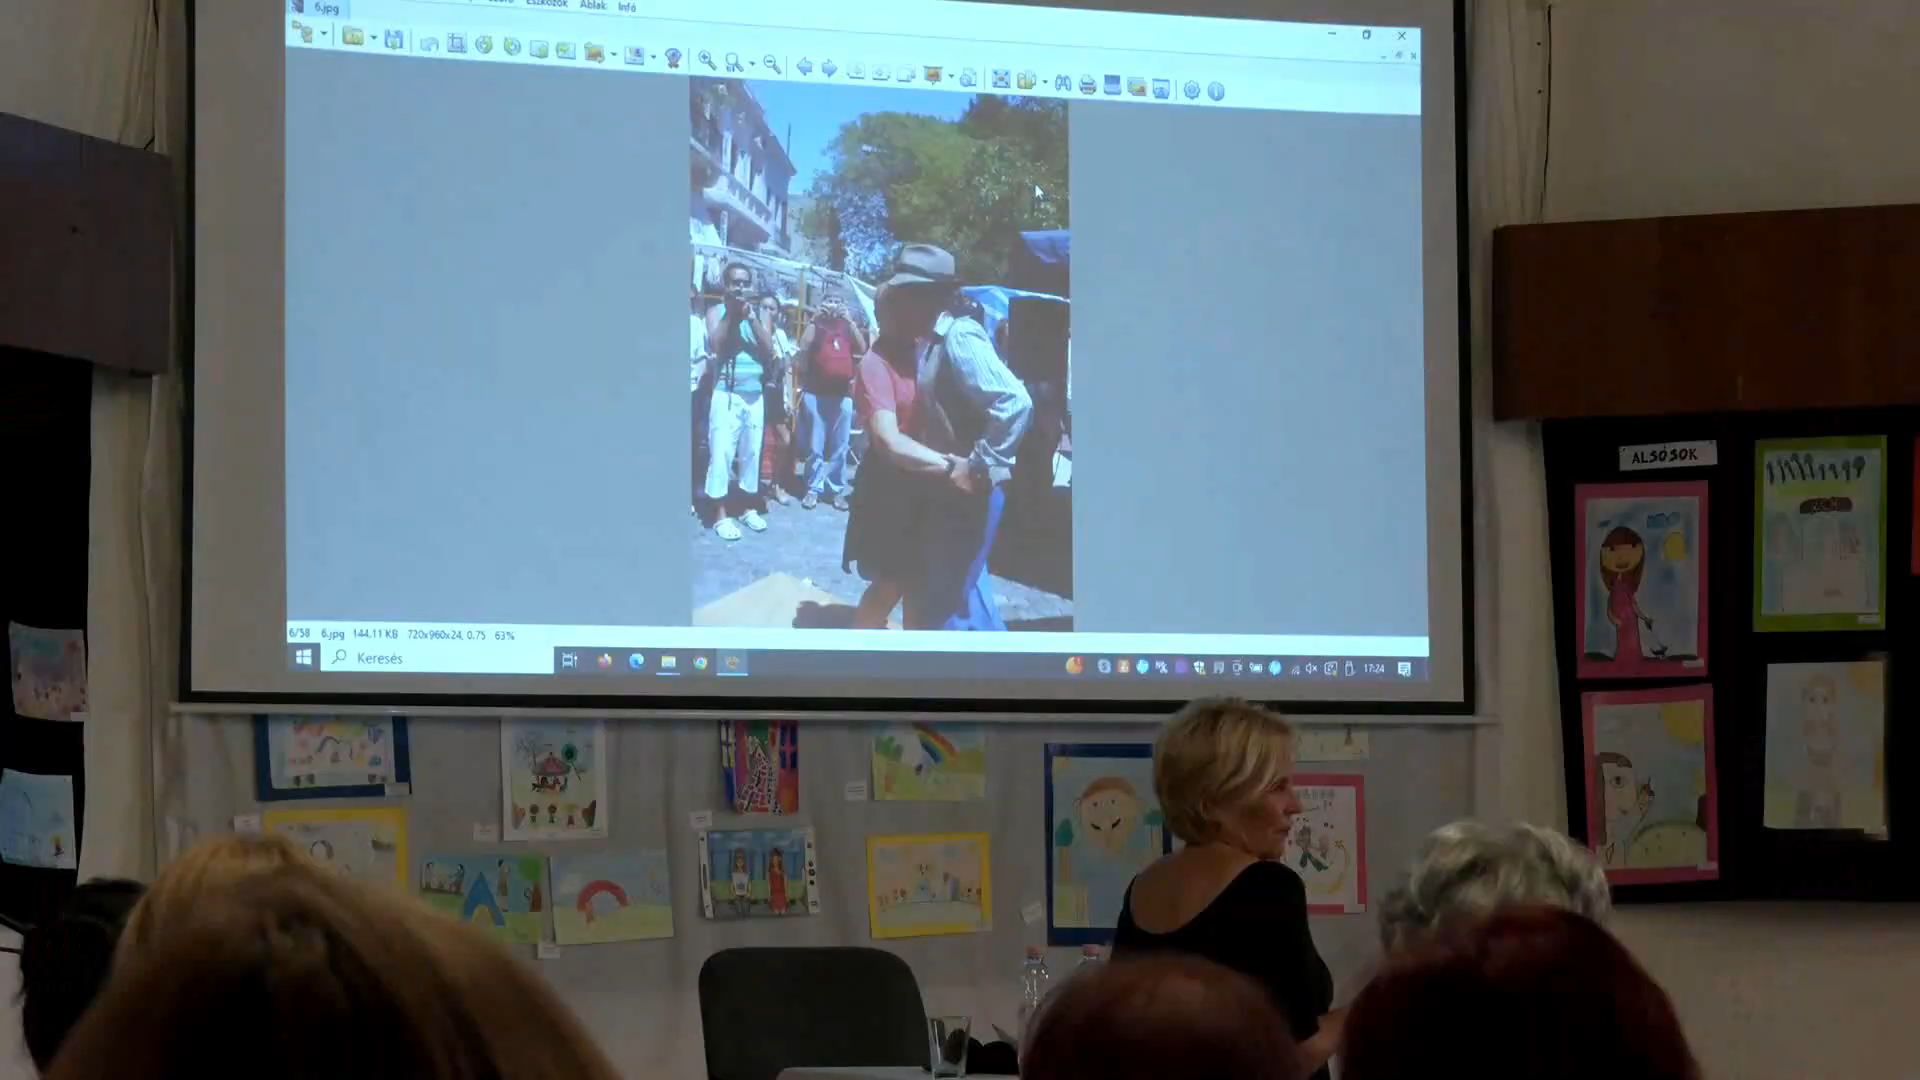 6.jpg
Eszközök Ablak Infó
6/58 6.jpg 144.11 KB 720x960x24, 0.75 63%
Keresés
17:24
ALSÓSOK